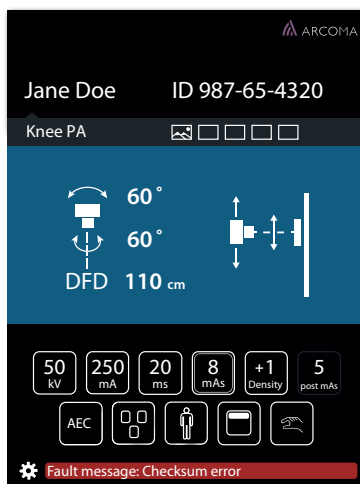 ARCOMA
Jane Doe ID 987-65-4320
Knee PA
60°
60°
DFD 110 cm
50 250 20 8 +1 5
kV mA ms mAs Density post mAs
AEC
Fault message: Checksum error